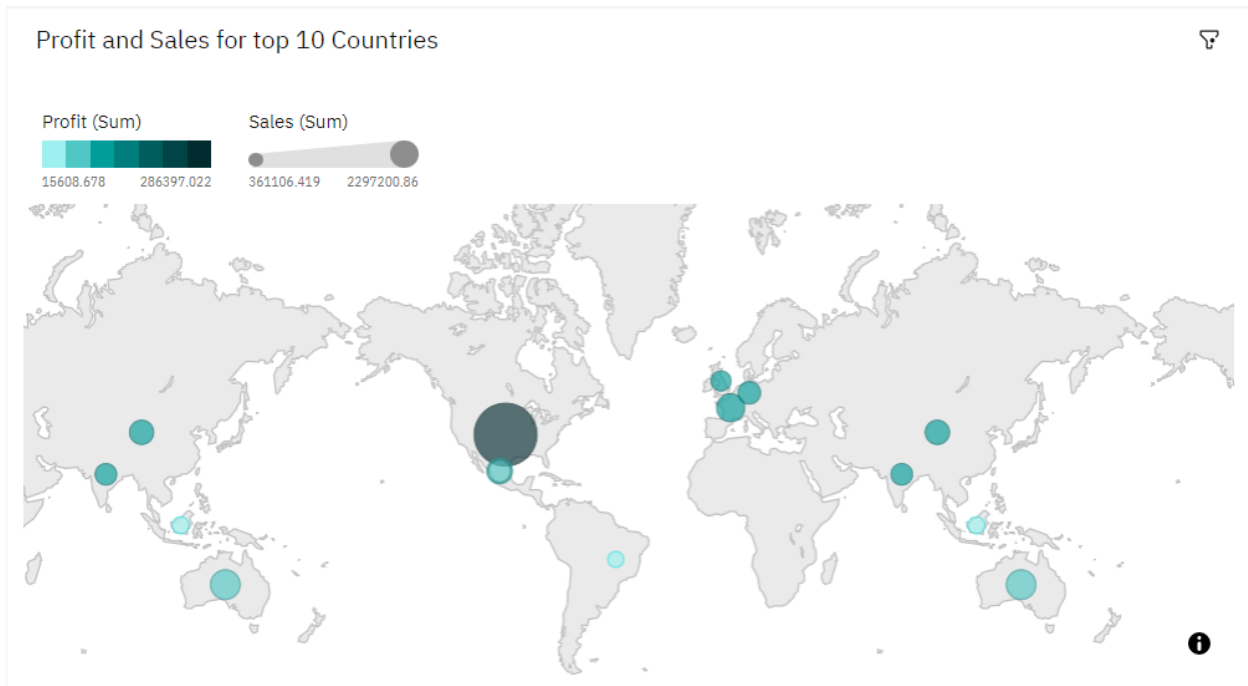 Profit and Sales for top 10 Countries
Profit (Sum)
Sales (Sum)
15608.678
286397.022
361106.419
2297200.86